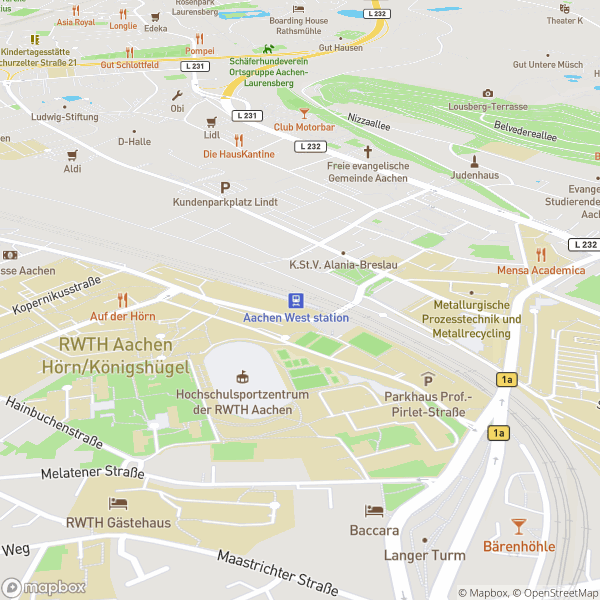 Asia Royal
Longlie
Edeka
Rosenpark
Laurensberg
Boarding House
Rathsmühle
L 231
Theater K
Kindertagesstätte
Schurzelter Straße 21
Gut Schlottfeld
Pompei
Schäferhundeverein
Ortsgruppe Aachen-
Laurensberg
Gut Hausen
Gut Untere Müsch
L 231
Obi
Lousberg-Terrasse
Ludwig-Stiftung
Lidl
L 231
Club Motorbar
Nizzaallee
Belvedereallee
D-Halle
Die HausKantine
L 232
Aldi
Freie evangelische
Gemeinde Aachen
Judenhaus
Kundenparkplatz Lindt
Evange
Studierende
Aach
L 232
K.St.V. Alania-Breslau
Mensa Academica
sse Aachen
Kopernikusstraße
Auf der Hörn
Aachen West station
Metallurgische
Prozesstechnik und
Metallrecycling
RWTH Aachen
Hörn/Königshügel
Hochschulsportzentrum
der RWTH Aachen
Parkhaus Prof.-
Pirlet-Straße
1a
Hainbuchenstraße
1a
Melatener Straße
RWTH Gästehaus
Baccara
Langer Turm
Bärenhöhle
Weg
Maastrichter Straße
mapbox
© Mapbox, © OpenStreetMap